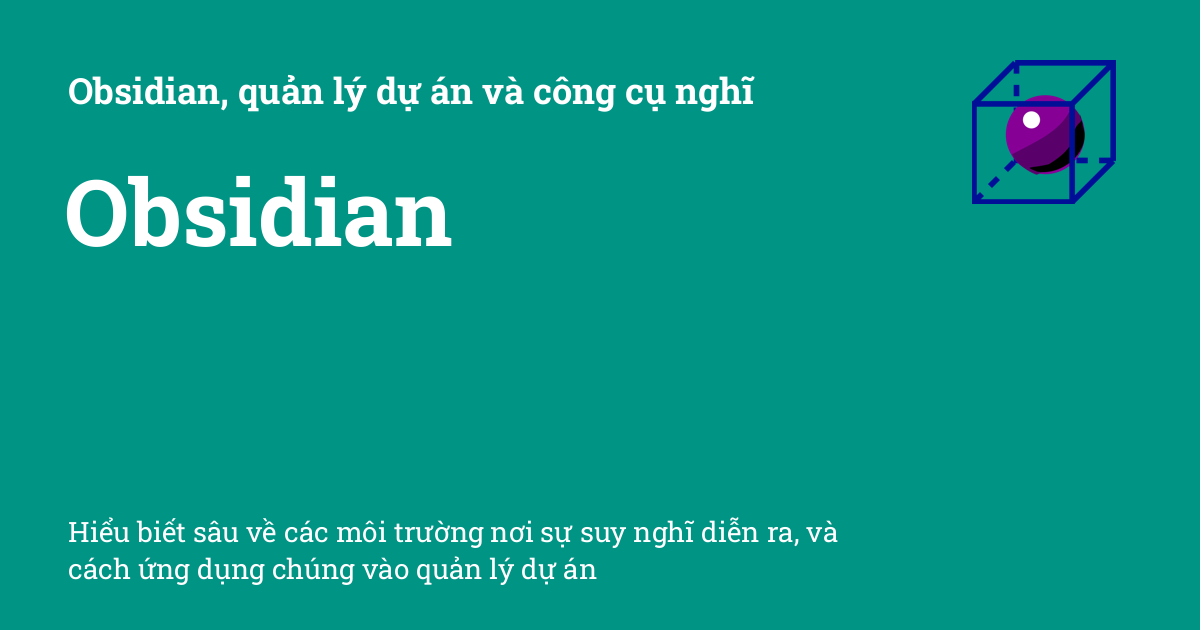 Obsidian, quản lý dự án và công cụ nghĩ
Obsidian
Hiểu biết sâu về các môi trường nơi sự suy nghĩ diễn ra, và
cách ứng dụng chúng vào quản lý dự án